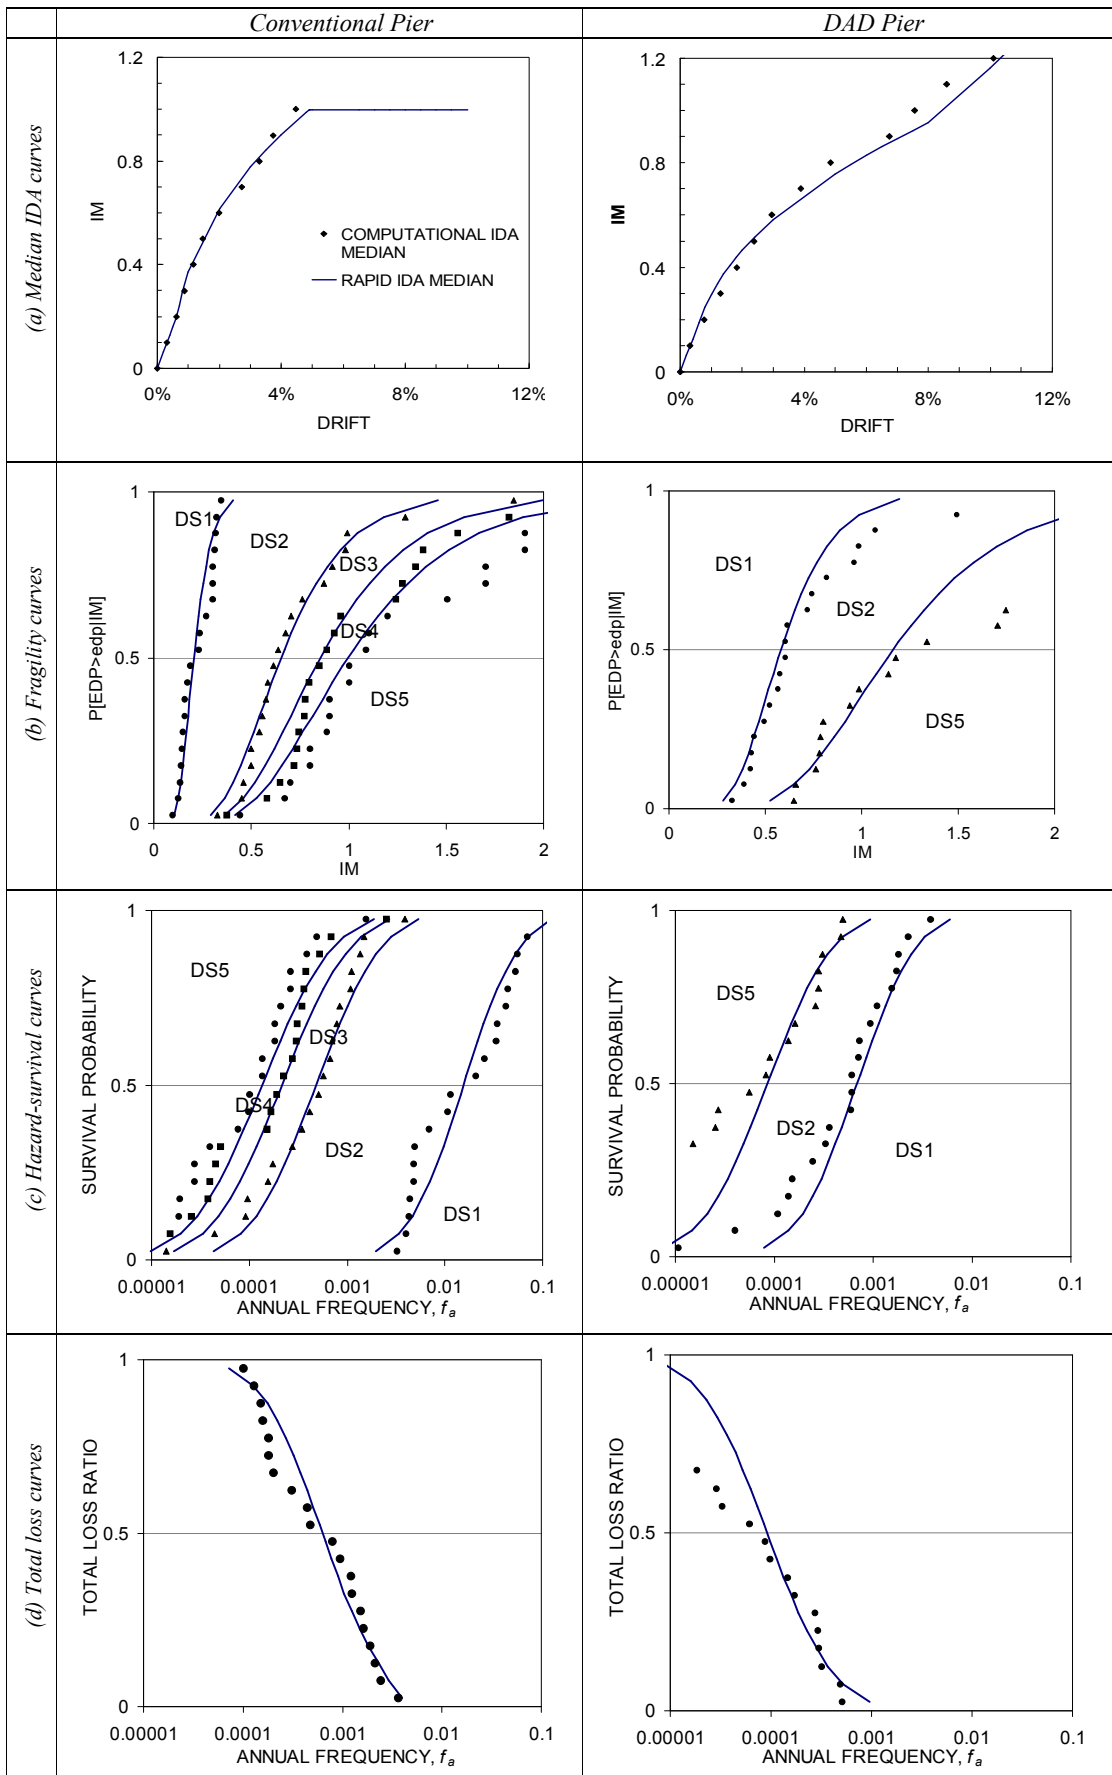 Conventional Pier
DAD Pier
(a) Median IDA curves
1.2
0.8
0.4
0
IM
0% 4% 8% 12%
DRIFT
COMPUTATIONAL IDA
MEDIAN
RAPID IDA MEDIAN
1.2
0.8
0.4
0
IM
0% 4% 8% 12%
DRIFT
(b) Fragility curves
1
0.5
0
P[EDP>edp|IM]
DS1
DS2
DS3
DS4
DS5
0 0.5 1 1.5 2
IM
1
0.5
0
P[EDP>edp|IM]
DS1
DS2
DS5
0 0.5 1 1.5 2
IM
(c) Hazard-survival curves
1
0.5
0
SURVIVAL PROBABILITY
DS5
DS3
DS4
DS2
DS1
0.00001 0.0001 0.001 0.01 0.1
ANNUAL FREQUENCY, fa
1
0.5
0
SURVIVAL PROBABILITY
DS5
DS2
DS1
0.00001 0.0001 0.001 0.01 0.1
ANNUAL FREQUENCY, fa
(d) Total loss curves
1
0.5
0
TOTAL LOSS RATIO
0.00001 0.0001 0.001 0.01 0.1
ANNUAL FREQUENCY, fa
1
0.5
0
TOTAL LOSS RATIO
0.00001 0.0001 0.001 0.01 0.1
ANNUAL FREQUENCY, fa